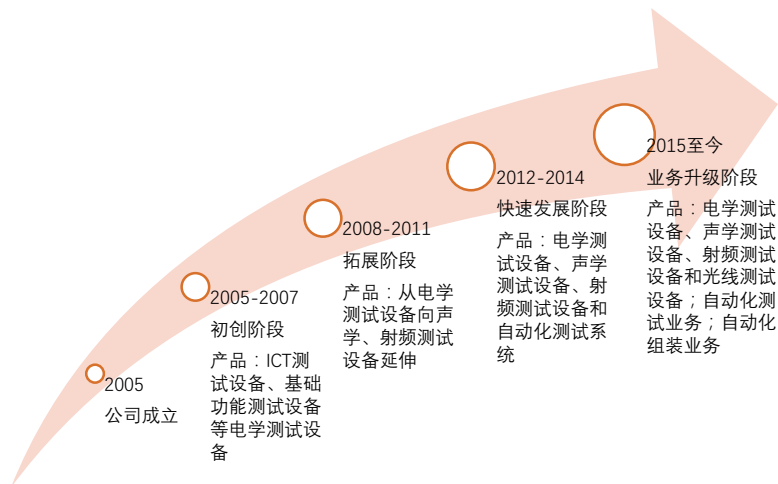 2005
公司成立
2005-2007
初创阶段
产品：ICT测
试设备、基础
功能测试设备
等电学测试设
备
2008-2011
拓展阶段
产品：从电学
测试设备向声
学、射频测试
设备延伸
2012-2014
快速发展阶段
产品：电学测
试设备、声学
测试设备、射
频测试设备和
自动化测试系
统
2015至今
业务升级阶段
产品：电学测试
设备、声学测试
设备、射频测试
设备和光线测试
设备；自动化测
试业务；自动化
组装业务